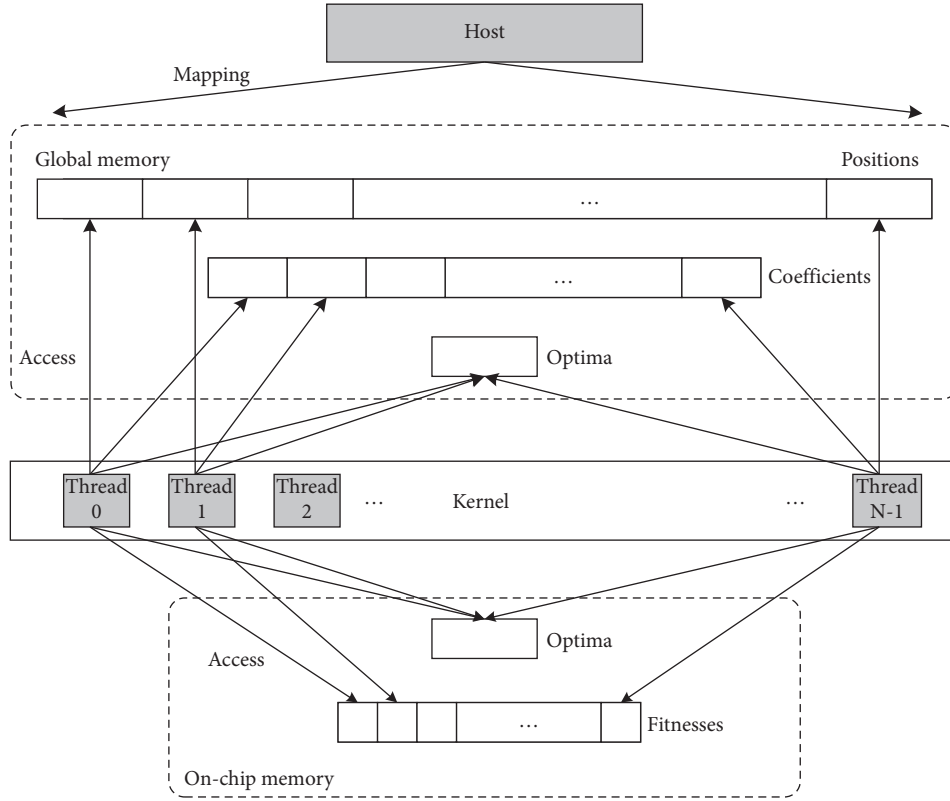 Host
Mapping
Global memory
Positions
...
Coefficients
...
Access
Optima
Thread
0
Thread
1
Thread
2
...
Kernel
...
Thread
N-1
Optima
Access
...
Fitnesses
On-chip memory